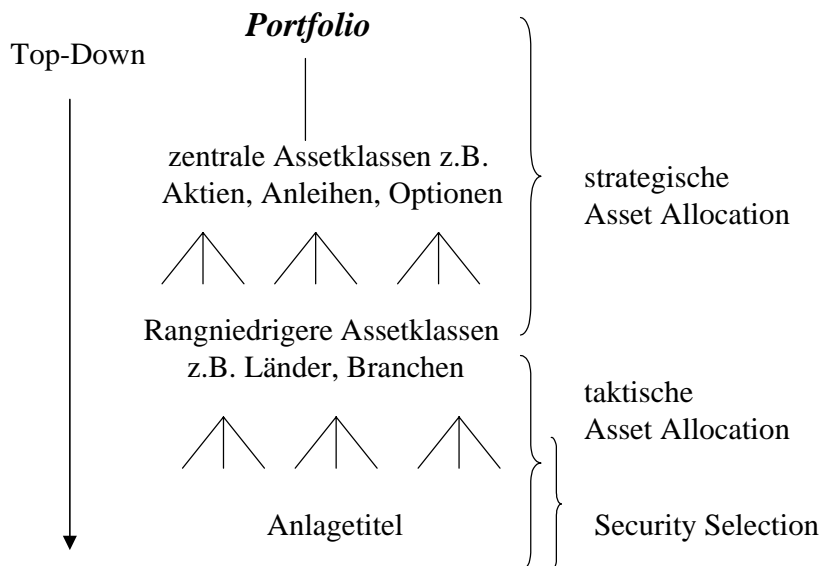 Portfolio
Top-Down
zentrale Assetklassen z.B.
Aktien, Anleihen, Optionen
strategische
Asset Allocation
Rangniedrigere Assetklassen
z.B. Länder, Branchen
taktische
Asset Allocation
Anlagetitel
Security Selection